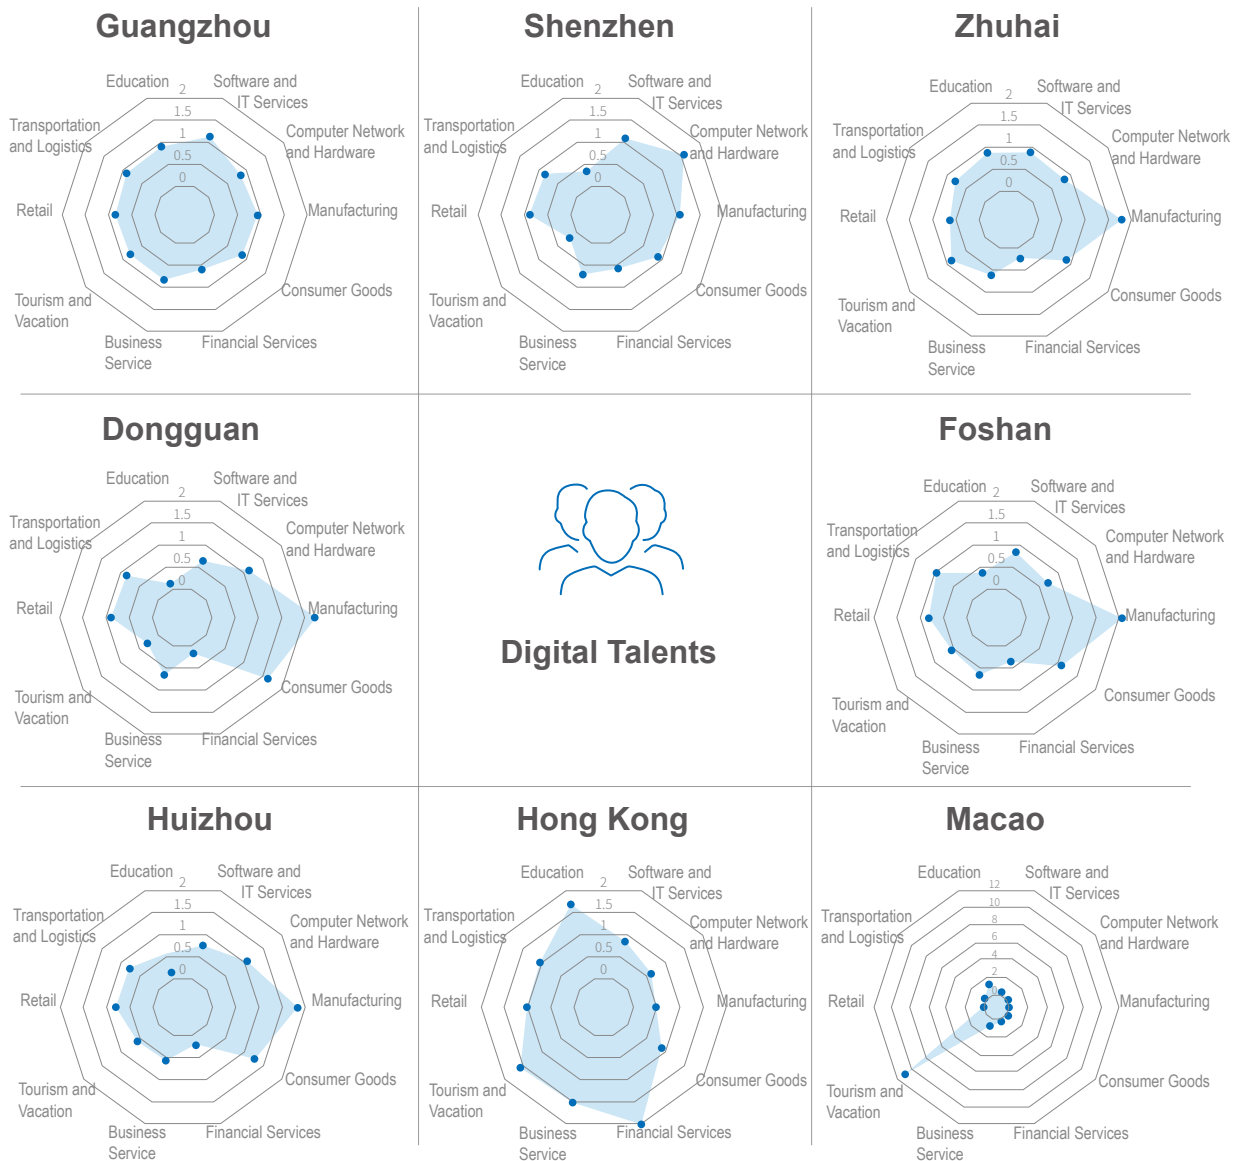 Guangzhou
Education
Software and
IT Services
2
1.5
1
0.5
0
Transportation
and Logistics
Computer Network
and Hardware
Retail
Manufacturing
Tourism and
Vacation
Consumer Goods
Business
Service
Financial Services
Shenzhen
Education
Software and
IT Services
2
1.5
1
0.5
0
Transportation
and Logistics
Computer Network
and Hardware
Retail
Manufacturing
Tourism and
Vacation
Consumer Goods
Business
Service
Financial Services
Zhuhai
Education
Software and
IT Services
2
1.5
1
0.5
0
Transportation
and Logistics
Computer Network
and Hardware
Retail
Manufacturing
Tourism and
Vacation
Consumer Goods
Business
Service
Financial Services
Dongguan
Education
Software and
IT Services
2
1.5
1
0.5
0
Transportation
and Logistics
Computer Network
and Hardware
Retail
Manufacturing
Tourism and
Vacation
Consumer Goods
Business
Service
Financial Services
Digital Talents
Foshan
Education
Software and
IT Services
2
1.5
1
0.5
0
Transportation
and Logistics
Computer Network
and Hardware
Retail
Manufacturing
Tourism and
Vacation
Consumer Goods
Business
Service
Financial Services
Huizhou
Education
Software and
IT Services
2
1.5
1
0.5
0
Transportation
and Logistics
Computer Network
and Hardware
Retail
Manufacturing
Tourism and
Vacation
Consumer Goods
Business
Service
Financial Services
Hong Kong
Education
Software and
IT Services
2
1.5
1
0.5
0
Transportation
and Logistics
Computer Network
and Hardware
Retail
Manufacturing
Tourism and
Vacation
Consumer Goods
Business
Service
Financial Services
Macao
Education
Software and
IT Services
12
10
8
6
4
2
0
Transportation
and Logistics
Computer Network
and Hardware
Retail
Manufacturing
Tourism and
Vacation
Consumer Goods
Business
Service
Financial Services